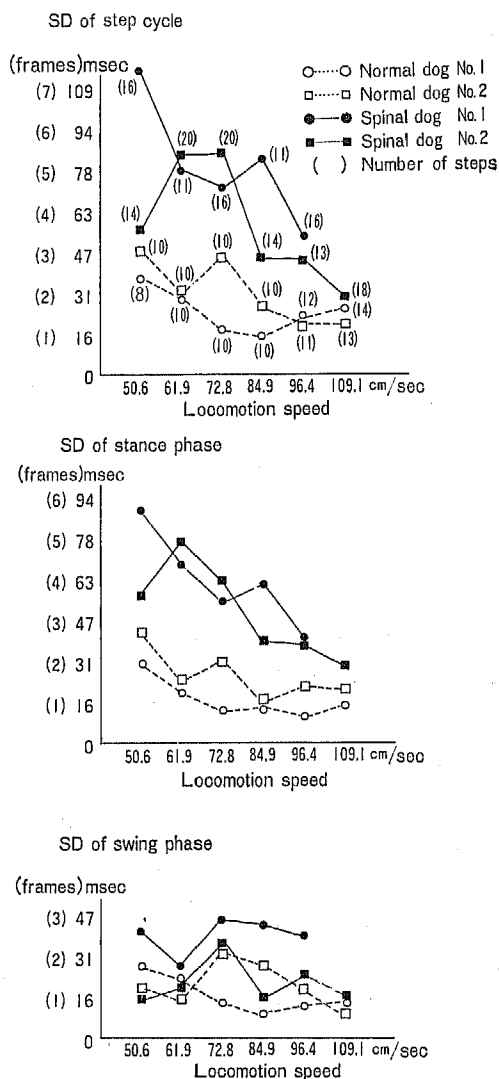 SD of step cycle
(frames)msec
○┄┄○ Normal dog No.1
□┄┄□ Normal dog No.2
●—● Spinal dog No.1
■—■ Spinal dog No.2
( ) Number of steps
(7) 109
(6) 94
(5) 78
(4) 63
(3) 47
(2) 31
(1) 16
0
(16)
(20) (20)
(11) (16) (11) (16)
(14) (14) (13)
(10) (10) (10) (10) (18)
(8) (10) (12) (14)
(10) (10) (11) (13)
50.6 61.9 72.8 84.9 96.4 109.1 cm/sec
Locomotion speed
SD of stance phase
(frames)msec
(6) 94
(5) 78
(4) 63
(3) 47
(2) 31
(1) 16
0
50.6 61.9 72.8 84.9 96.4 109.1 cm/sec
Locomotion speed
SD of swing phase
(frames)msec
(3) 47
(2) 31
(1) 16
0
50.6 61.9 72.8 84.9 96.4 109.1 cm/sec
Locomotion speed